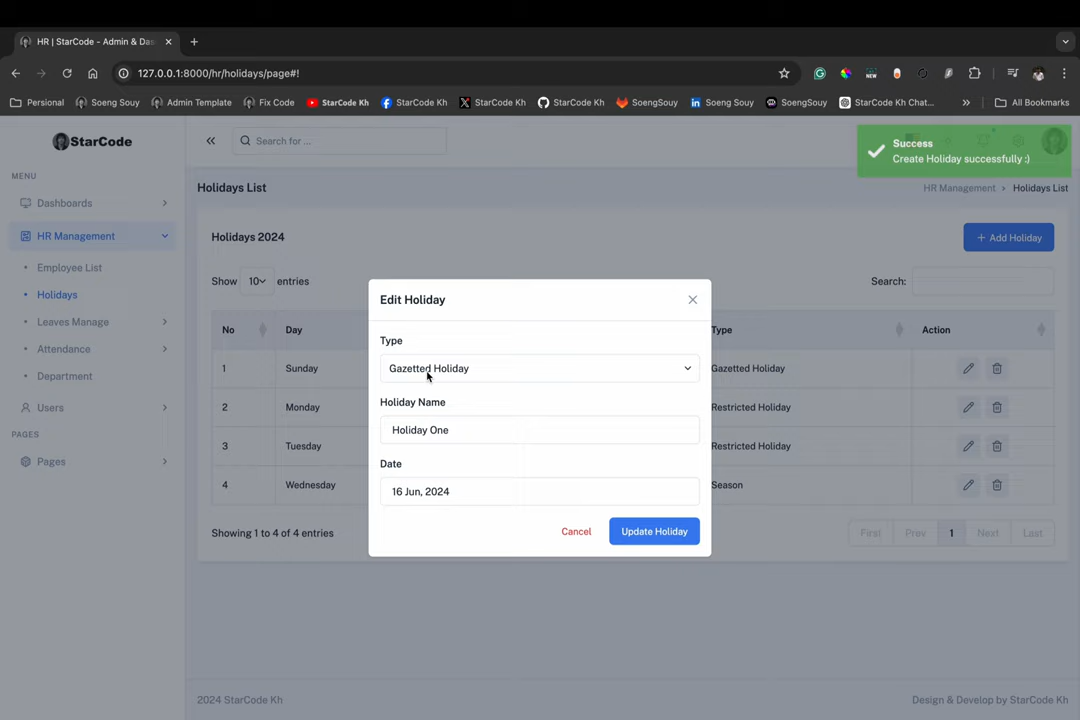 HR | StarCode - Admin & Das
127.0.0.1:8000/hr/holidays/page#!
Personal
Soeng Souy
Admin Template
Fix Code
StarCode Kh
StarCode Kh
StarCode Kh
StarCode Kh
SoengSouy
Soeng Souy
SoengSouy
StarCode Kh Chat...
All Bookmarks
StarCode
Search for ...
Success
Create Holiday successfully :)
MENU
Dashboards
HR Management
Employee List
Holidays
Leaves Manage
Attendance
Department
Users
PAGES
Pages
Holidays List
HR Management
Holidays List
Holidays 2024
+ Add Holiday
Show 10 entries
Search:
No
Day
Type
Action
1
Sunday
Gazetted Holiday
2
Monday
Restricted Holiday
3
Tuesday
Restricted Holiday
4
Wednesday
Season
Showing 1 to 4 of 4 entries
First
Prev
1
Next
Last
Edit Holiday
Type
Gazetted Holiday
Holiday Name
Holiday One
Date
16 Jun, 2024
Cancel
Update Holiday
2024 StarCode Kh
Design & Develop by StarCode Kh